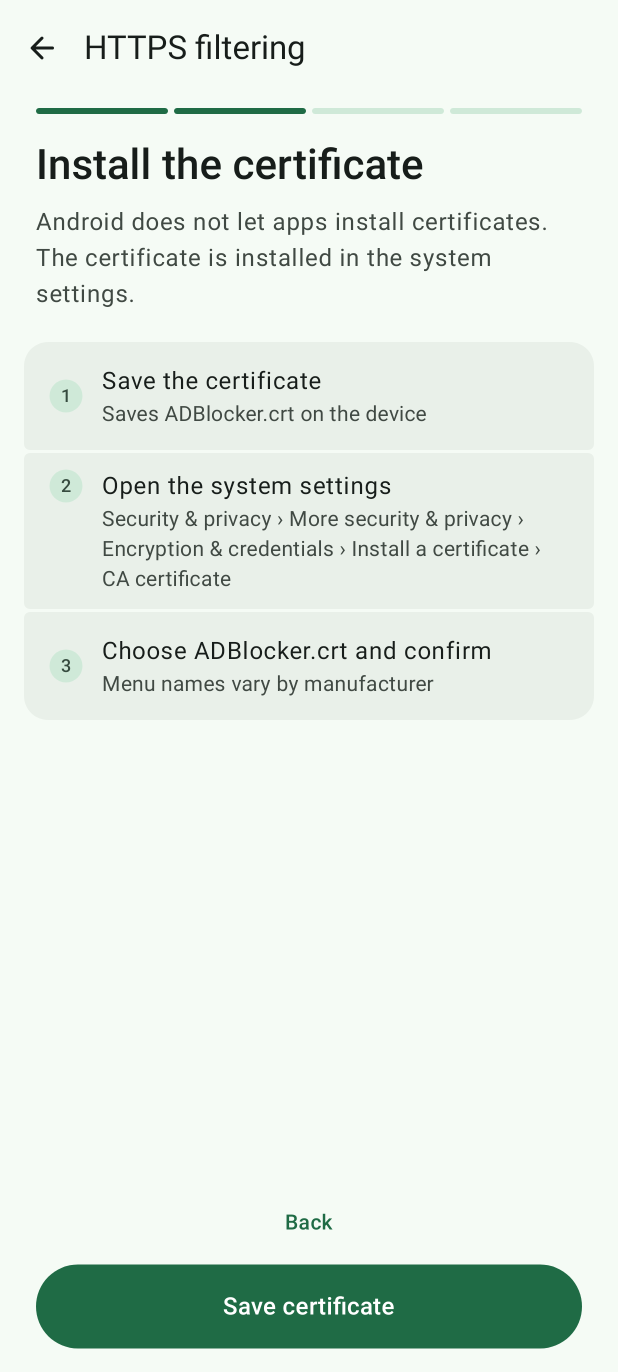 HTTPS filtering
Install the certificate
Android does not let apps install certificates.
The certificate is installed in the system
settings.
1
Save the certificate
Saves ADBlocker.crt on the device
2
Open the system settings
Security & privacy › More security & privacy ›
Encryption & credentials › Install a certificate ›
CA certificate
3
Choose ADBlocker.crt and confirm
Menu names vary by manufacturer
Back
Save certificate